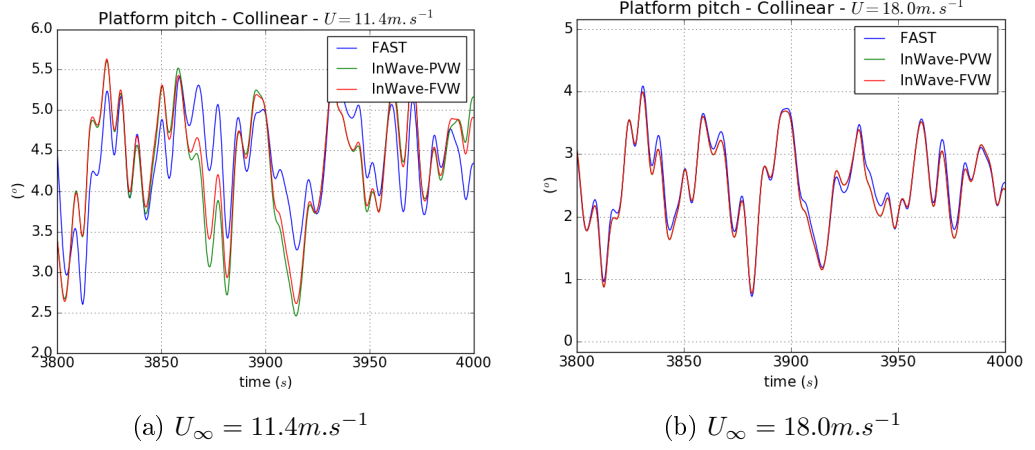 Platform pitch - Collinear - U = 11.4m.s⁻¹
6.0
5.5
5.0
4.5
4.0
3.5
3.0
2.5
2.0
(°)
FAST
InWave-PVW
InWave-FVW
3800 3850 3900 3950 4000
time (s)
(a) U∞ = 11.4m.s⁻¹
Platform pitch - Collinear - U = 18.0m.s⁻¹
5
4
3
2
1
0
(°)
FAST
InWave-PVW
InWave-FVW
3800 3850 3900 3950 4000
time (s)
(b) U∞ = 18.0m.s⁻¹